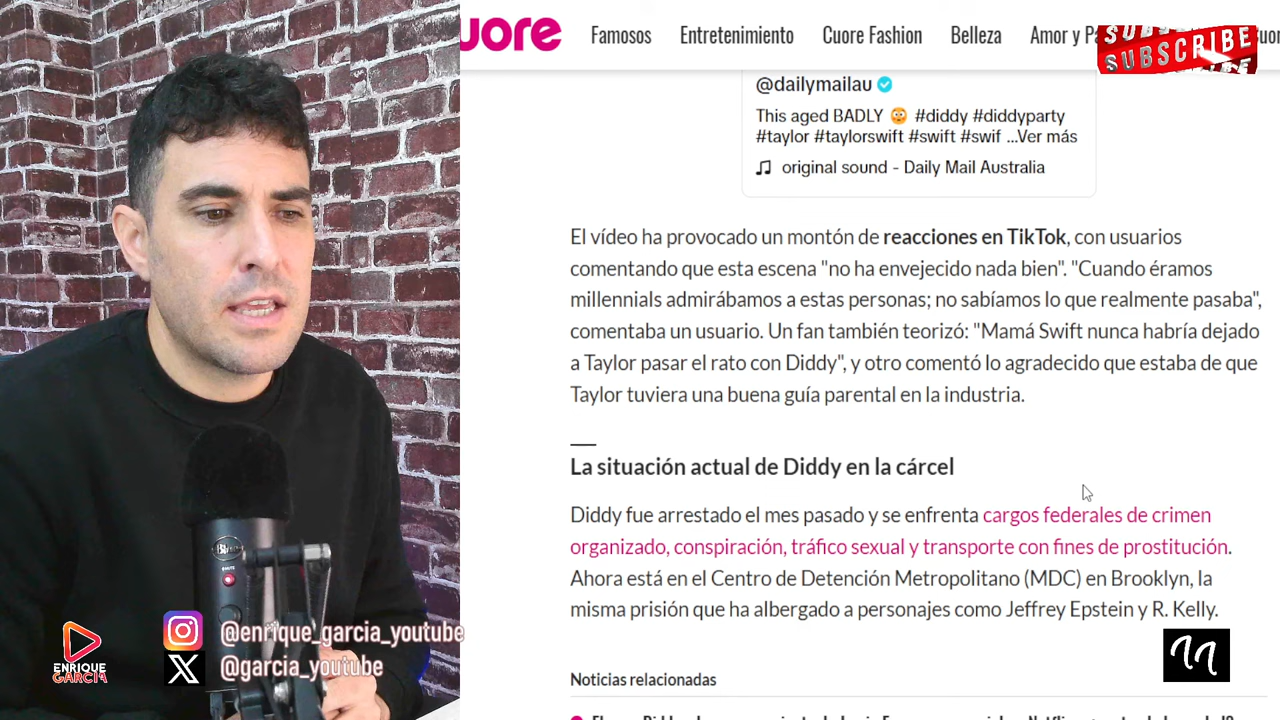 uore
Famosos
Entretenimiento
Cuore Fashion
Belleza
Amor y Pa
SUBSCRIBE
@dailymailau
This aged BADLY 😳 #diddy #diddyparty
#taylor #taylorswift #swift #swif ...Ver más
original sound - Daily Mail Australia
El vídeo ha provocado un montón de reacciones en TikTok, con usuarios
comentando que esta escena "no ha envejecido nada bien". "Cuando éramos
millennials admirábamos a estas personas; no sabíamos lo que realmente pasaba",
comentaba un usuario. Un fan también teorizó: "Mamá Swift nunca habría dejado
a Taylor pasar el rato con Diddy", y otro comentó lo agradecido que estaba de que
Taylor tuviera una buena guía parental en la industria.
La situación actual de Diddy en la cárcel
Diddy fue arrestado el mes pasado y se enfrenta cargos federales de crimen
organizado, conspiración, tráfico sexual y transporte con fines de prostitución.
Ahora está en el Centro de Detención Metropolitano (MDC) en Brooklyn, la
misma prisión que ha albergado a personajes como Jeffrey Epstein y R. Kelly.
Noticias relacionadas
@enrique_garcia_youtube
@garcia_youtube
ENRIQUE
GARCIA